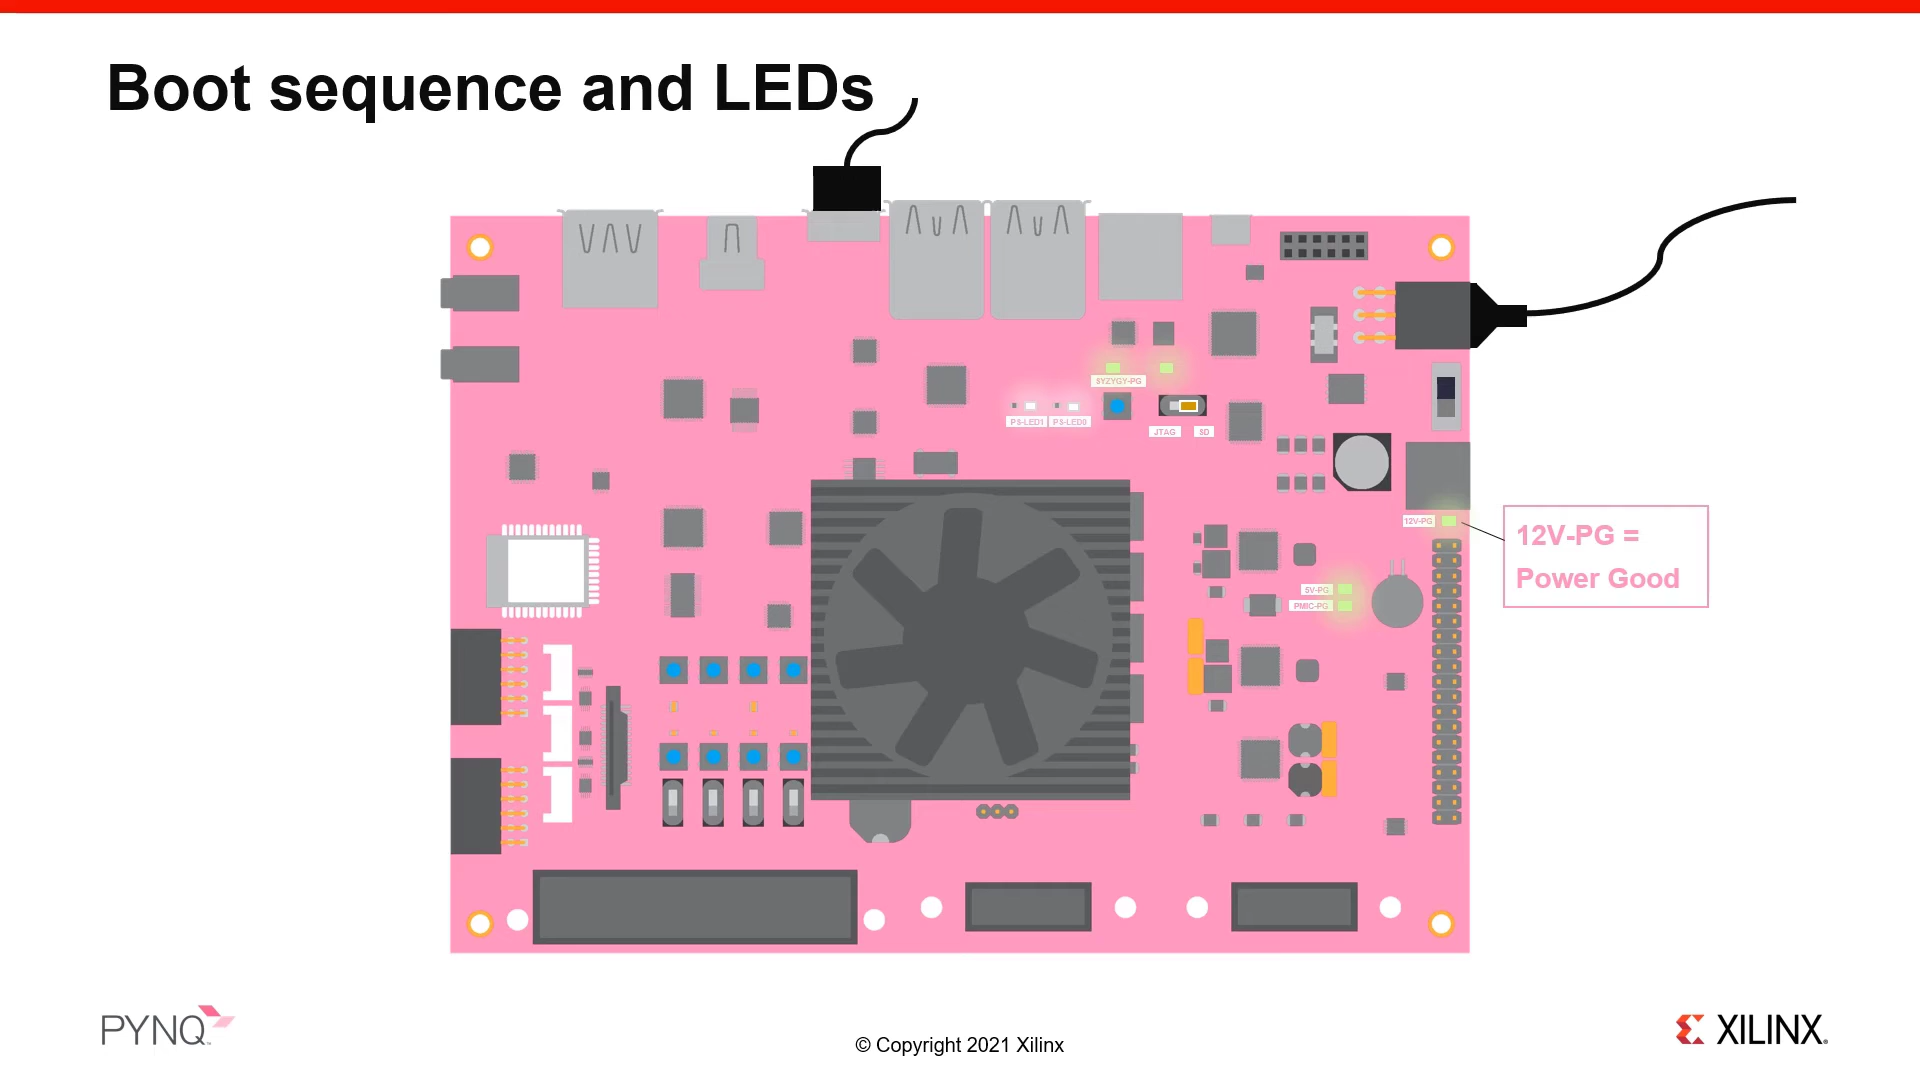 Boot sequence and LEDs
SYZYGY-PG
PS-LED1 PS-LED0
JTAG SD
12V-PG
12V-PG =
Power Good
5V-PG
PMIC-PG
PYNQ™
© Copyright 2021 Xilinx
XILINX®